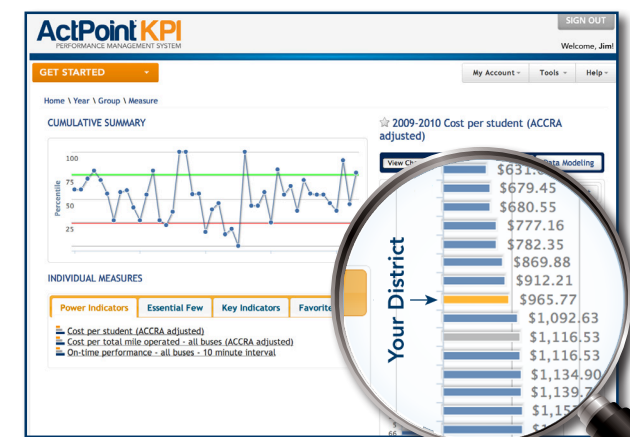 ActPoint KPI
PERFORMANCE MANAGEMENT SYSTEM
SIGN OUT
Welcome, Jim!
GET STARTED
My Account
Tools
Help
Home \ Year \ Group \ Measure
CUMULATIVE SUMMARY
2009-2010 Cost per student (ACCRA
adjusted)
View
Data Modeling
100
75
50
25
Percentile
Your District
$679.45
$680.55
$777.16
$782.35
$869.88
$912.21
$965.77
$1,092.63
$1,116.53
$1,116.53
$1,134.90
INDIVIDUAL MEASURES
Power Indicators
Essential Few
Key Indicators
Cost per student (ACCRA adjusted)
Cost per total mile operated - all buses (ACCRA adjusted)
On-time performance - all buses - 10 minute interval
66